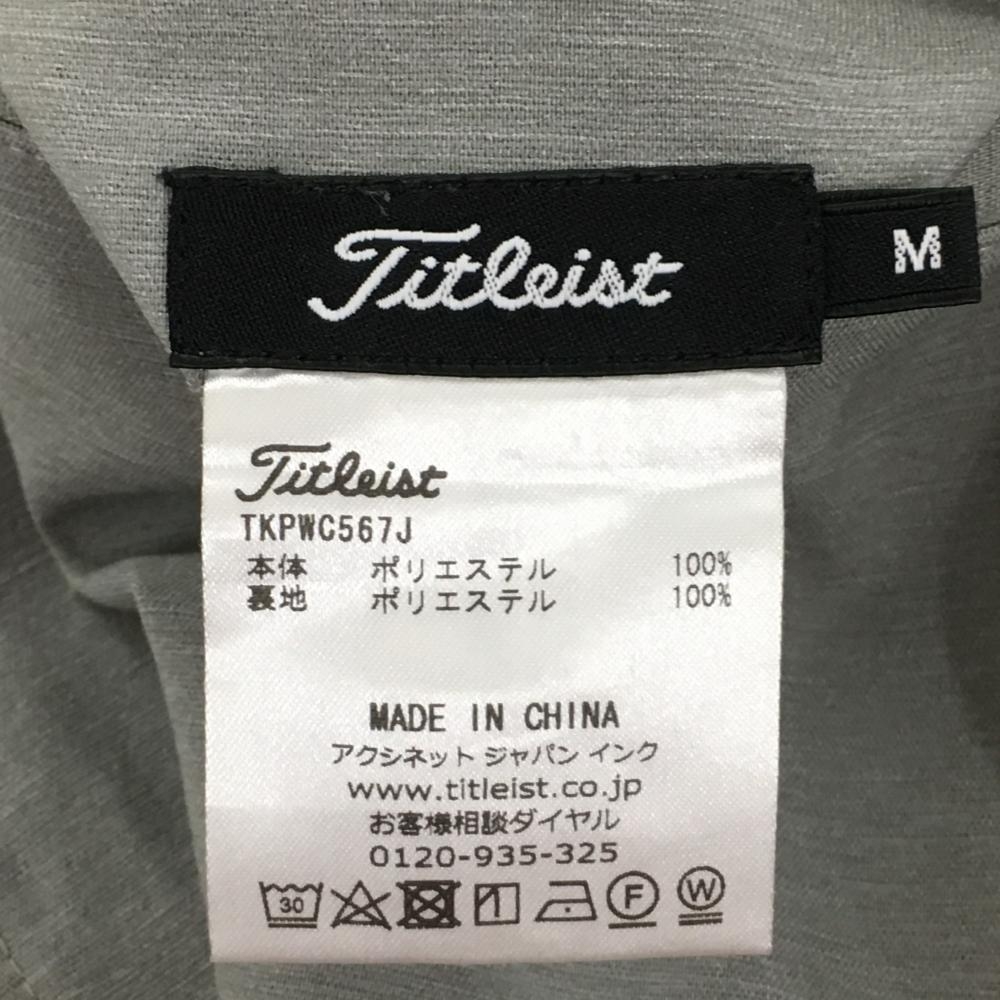 Titleist M
Titleist
TKPWC567J
本体 ポリエステル 100%
裏地 ポリエステル 100%
MADE IN CHINA
アクシネット ジャパン インク
www.titleist.co.jp
お客様相談ダイヤル
0120-935-325
30 F W